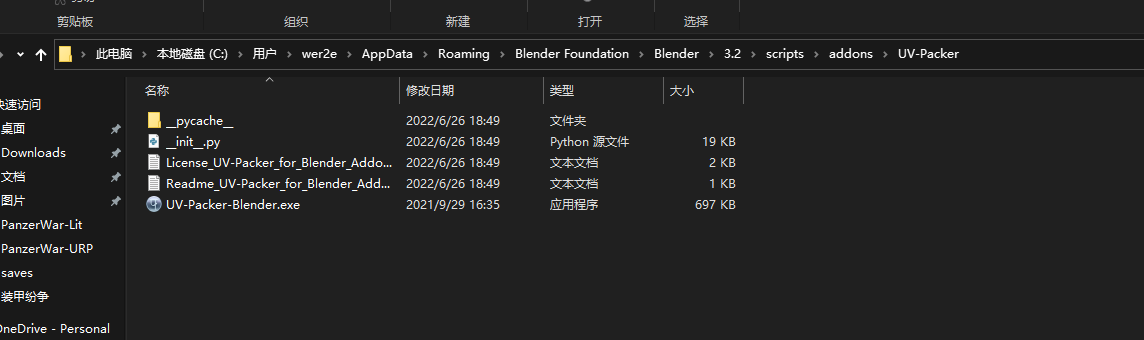 剪贴板 组织 新建 打开 选择
此电脑 本地磁盘 (C:) 用户 wer2e AppData Roaming Blender Foundation Blender 3.2 scripts addons UV-Packer
名称 修改日期 类型 大小
快速访问
桌面
Downloads
文档
图片
PanzerWar-Lit
PanzerWar-URP
saves
装甲纷争
OneDrive - Personal
__pycache__ 2022/6/26 18:49 文件夹
__init__.py 2022/6/26 18:49 Python 源文件 19 KB
License_UV-Packer_for_Blender_Addo... 2022/6/26 18:49 文本文档 2 KB
Readme_UV-Packer_for_Blender_Add... 2022/6/26 18:49 文本文档 1 KB
UV-Packer-Blender.exe 2021/9/29 16:35 应用程序 697 KB